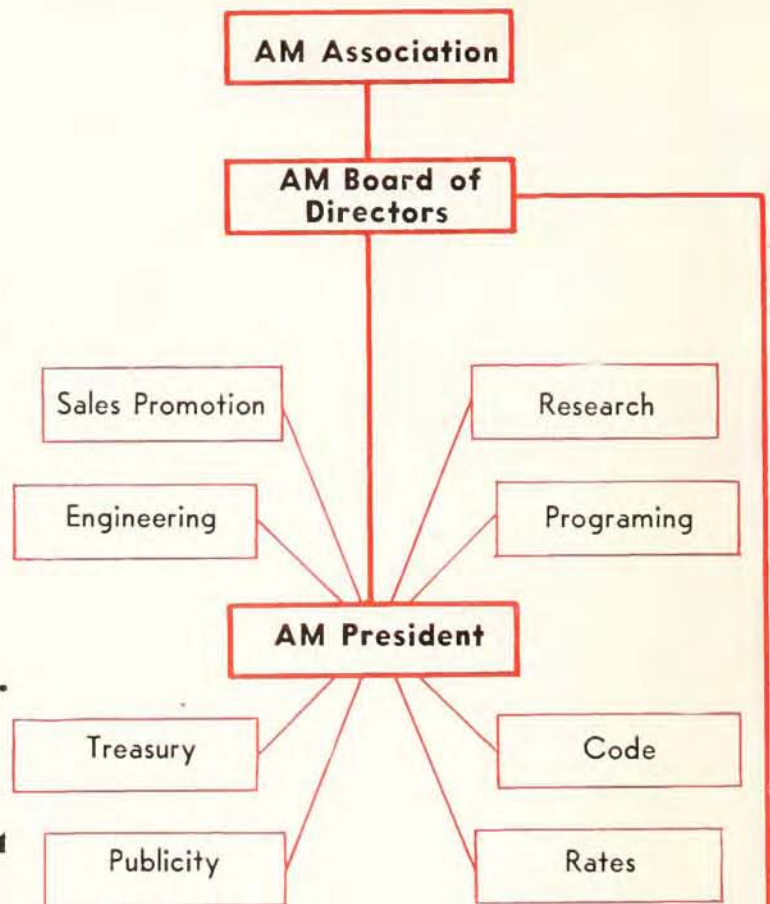 AM Association
AM Board of
Directors
Sales Promotion
Research
Engineering
Programing
AM President
Treasury
Code
Publicity
Rates